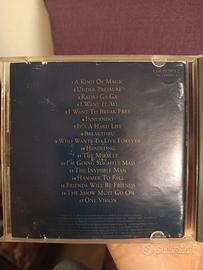 1 A Kind Of Magic
2 Under Pressure
3 Radio Ga Ga
4 I Want It All
5 I Want To Break Free
6 Innuendo
7 It's A Hard Life
8 Breakthru
9 Who Wants To Live Forever
10 Headlong
11 The Miracle
12 I'm Going Slightly Mad
13 The Invisible Man
14 Hammer To Fall
15 Friends Will Be Friends
16 The Show Must Go On
17 One Vision
subito